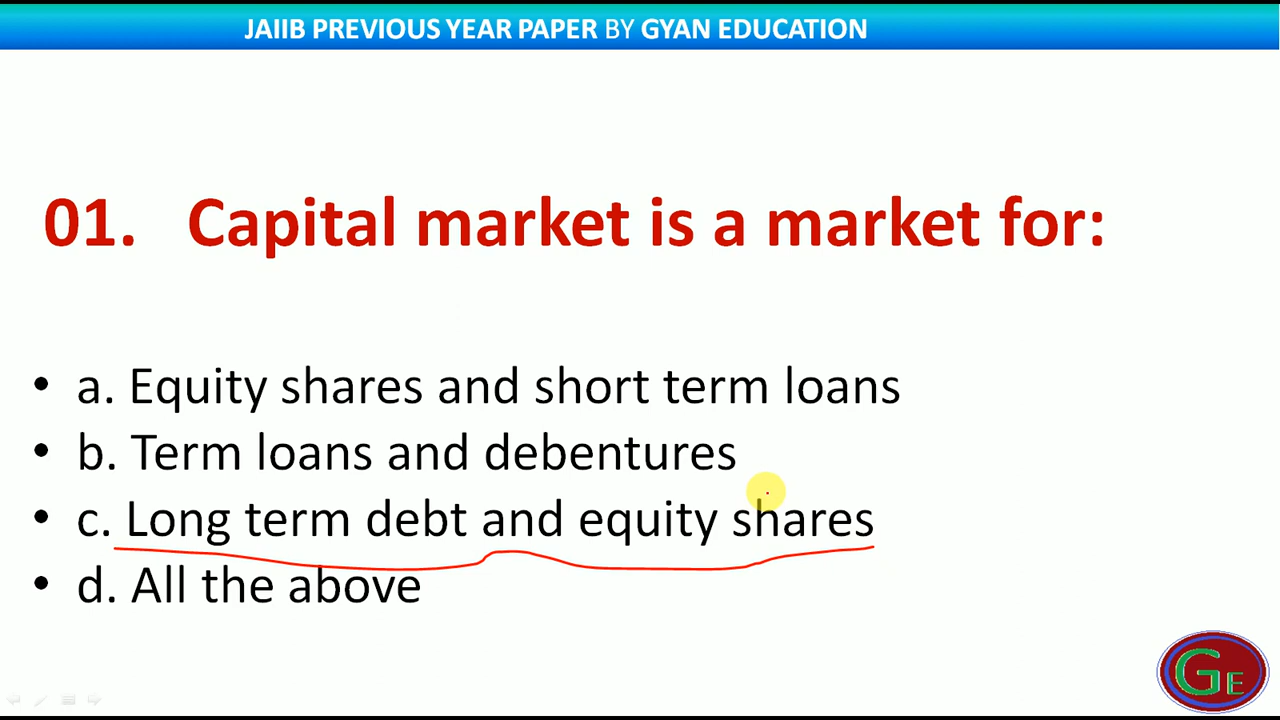 JAIIB PREVIOUS YEAR PAPER BY GYAN EDUCATION
01. Capital market is a market for:
• a. Equity shares and short term loans
• b. Term loans and debentures
• c. Long term debt and equity shares
• d. All the above
GE